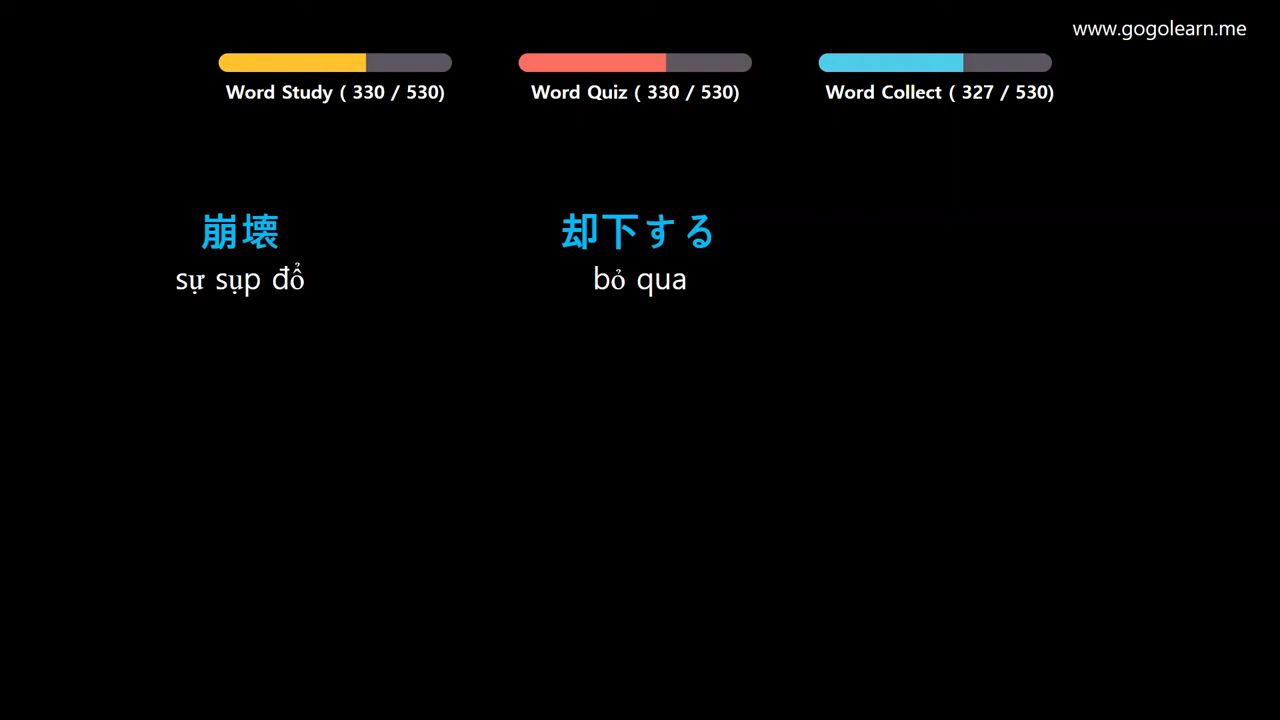 www.gogolearn.me
Word Study ( 330 / 530)
Word Quiz ( 330 / 530)
Word Collect ( 327 / 530)
崩壊
sự sụp đổ
却下する
bỏ qua